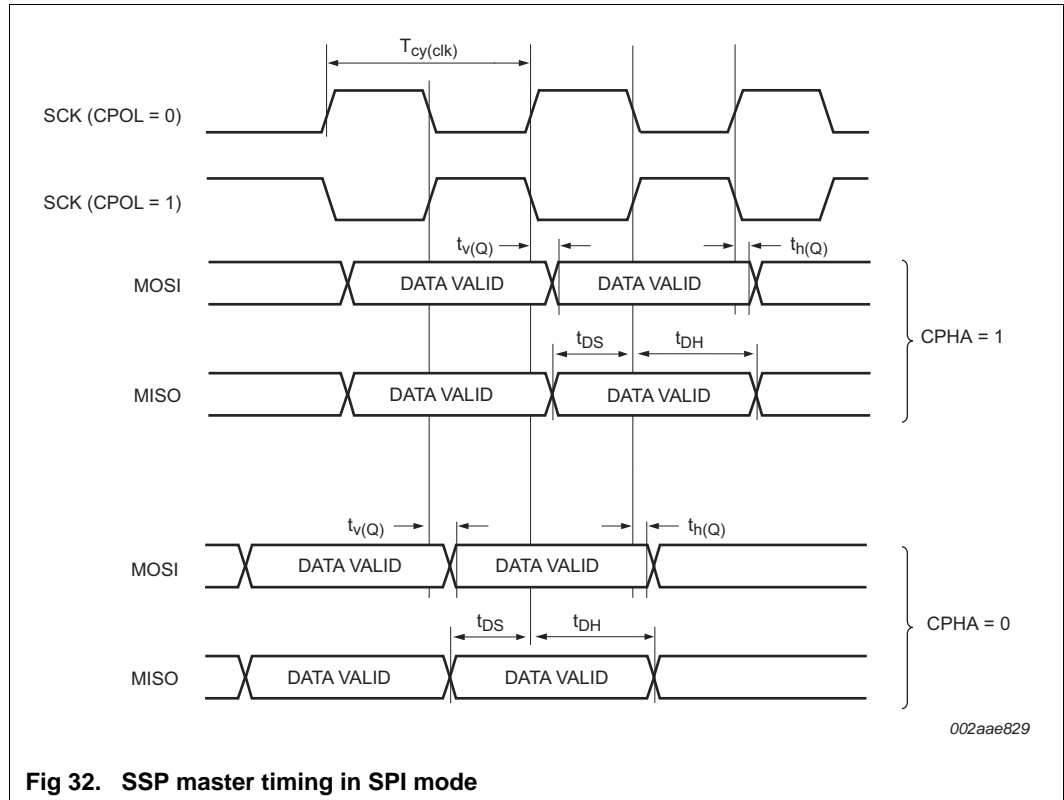 T_cy(clk)
SCK (CPOL = 0)
SCK (CPOL = 1)
t_v(Q) t_h(Q)
MOSI DATA VALID DATA VALID
CPHA = 1
t_DS t_DH
MISO DATA VALID DATA VALID
t_v(Q) t_h(Q)
MOSI DATA VALID DATA VALID
CPHA = 0
t_DS t_DH
MISO DATA VALID DATA VALID
002aae829
Fig 32. SSP master timing in SPI mode